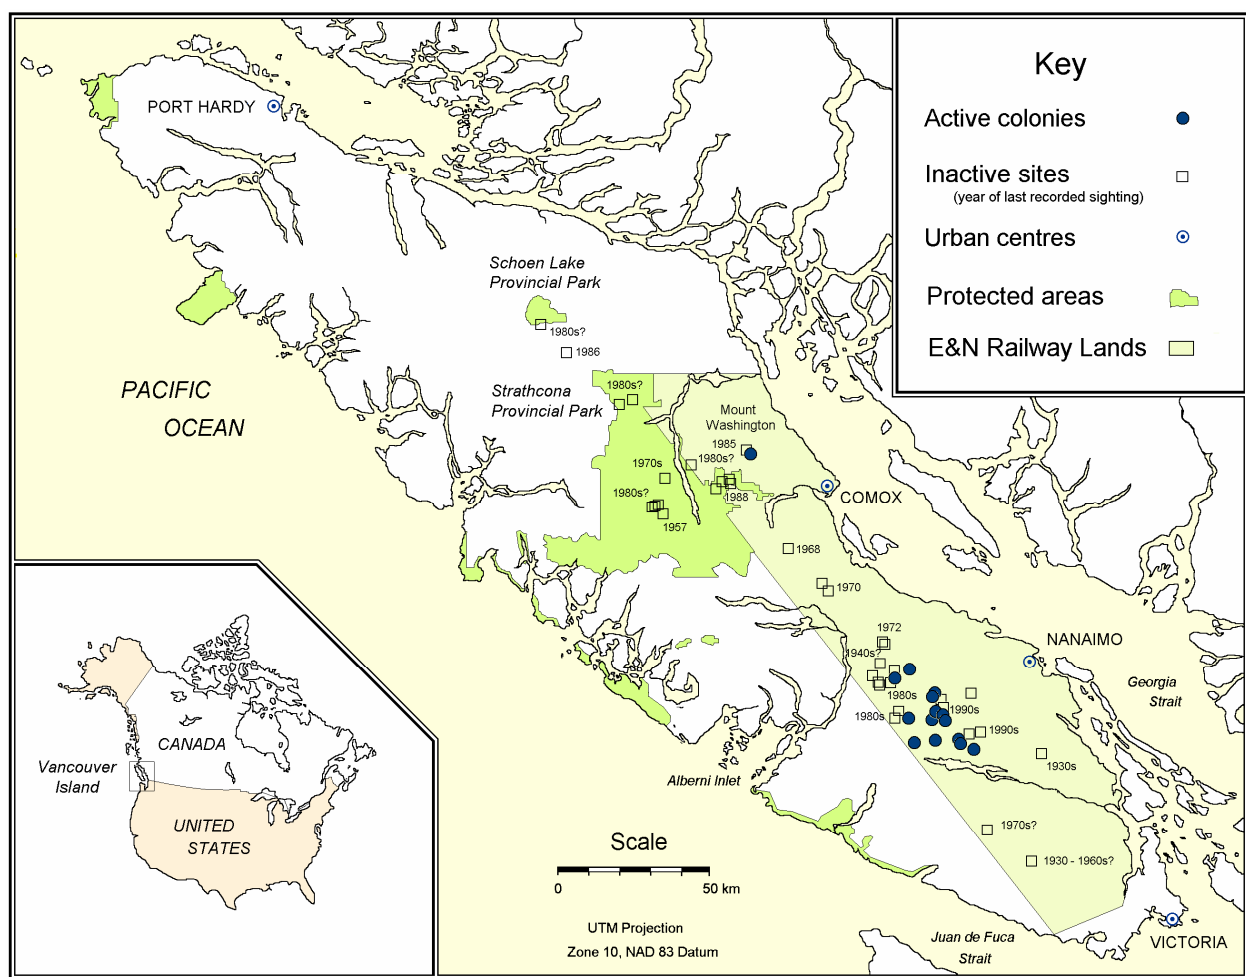 Key
Active colonies
Inactive sites
(year of last recorded sighting)
Urban centres
Protected areas
E&N Railway Lands
PORT HARDY
Schoen Lake
Provincial Park
1980s?
1986
PACIFIC
OCEAN
Strathcona
Provincial Park
1980s?
Mount
Washington
1985
1980s?
1970s
1980s?
1988
1957
COMOX
1968
1970
1972
1940s?
1980s
1980s
1990s
1990s
1930s
NANAIMO
Georgia
Strait
Alberni Inlet
1970s?
1930 - 1960s?
VICTORIA
Juan de Fuca
Strait
CANADA
Vancouver
Island
UNITED
STATES
Scale
0
50 km
UTM Projection
Zone 10, NAD 83 Datum